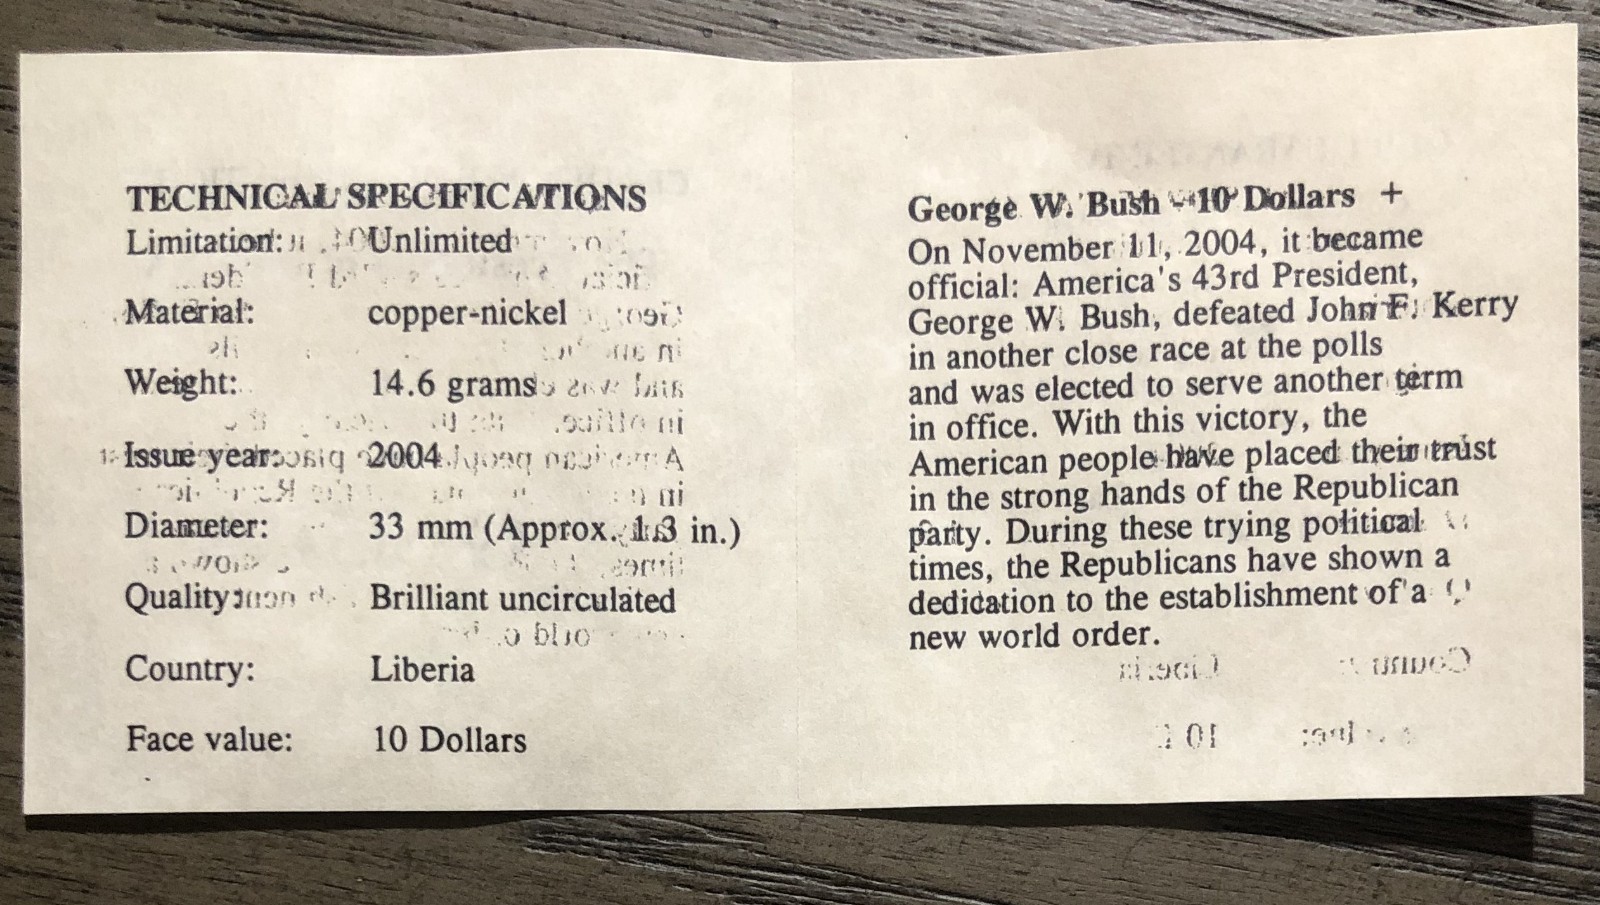 TECHNICAL SPECIFICATIONS
Limitation: Unlimited
Material: copper-nickel
Weight: 14.6 grams
Issue year: 2004
Diameter: 33 mm (Approx. 1.3 in.)
Quality: Brilliant uncirculated
Country: Liberia
Face value: 10 Dollars
George W. Bush - 10 Dollars +
On November 11, 2004, it became
official: America's 43rd President,
George W. Bush, defeated John F. Kerry
in another close race at the polls
and was elected to serve another term
in office. With this victory, the
American people have placed their trust
in the strong hands of the Republican
party. During these trying political
times, the Republicans have shown a
dedication to the establishment of a
new world order.